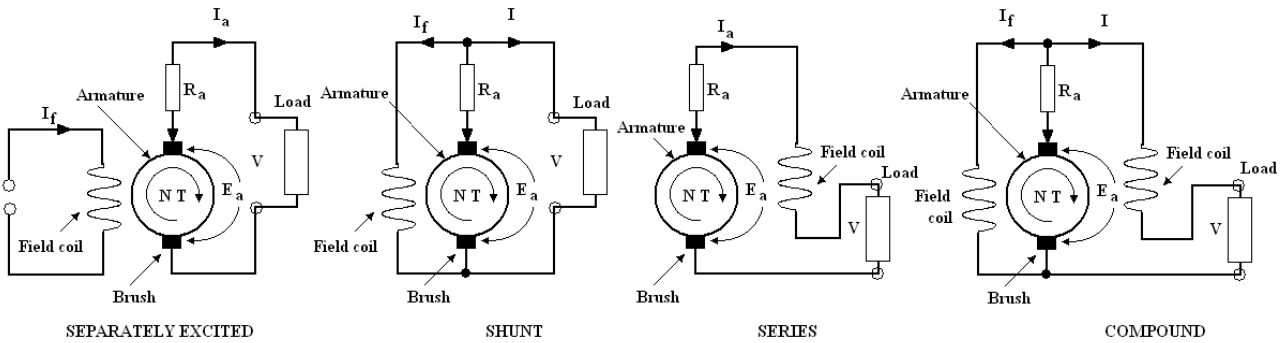 I_a
R_a
Armature
Load
I_f
V
N T
E_a
Field coil
Brush
SEPARATELY EXCITED
I_f
I
R_a
Armature
Load
V
N T
E_a
Field coil
Brush
SHUNT
I_a
R_a
Armature
Field coil
Load
N T
E_a
V
Brush
SERIES
I_f
I
R_a
Armature
Field coil
Load
N T
E_a
Field
coil
V
Brush
COMPOUND